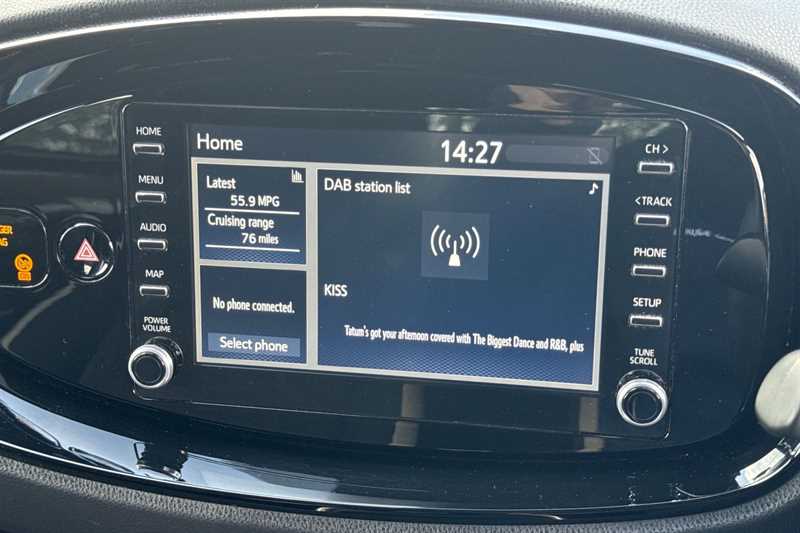 Home
14:27
HOME
MENU
AUDIO
MAP
POWER
VOLUME
Latest
55.9 MPG
Cruising range
76 miles
No phone connected.
Select phone
DAB station list
KISS
Tatum's got your afternoon covered with The Biggest Dance and R&B, plus
CH >
<TRACK
PHONE
SETUP
TUNE
SCROLL